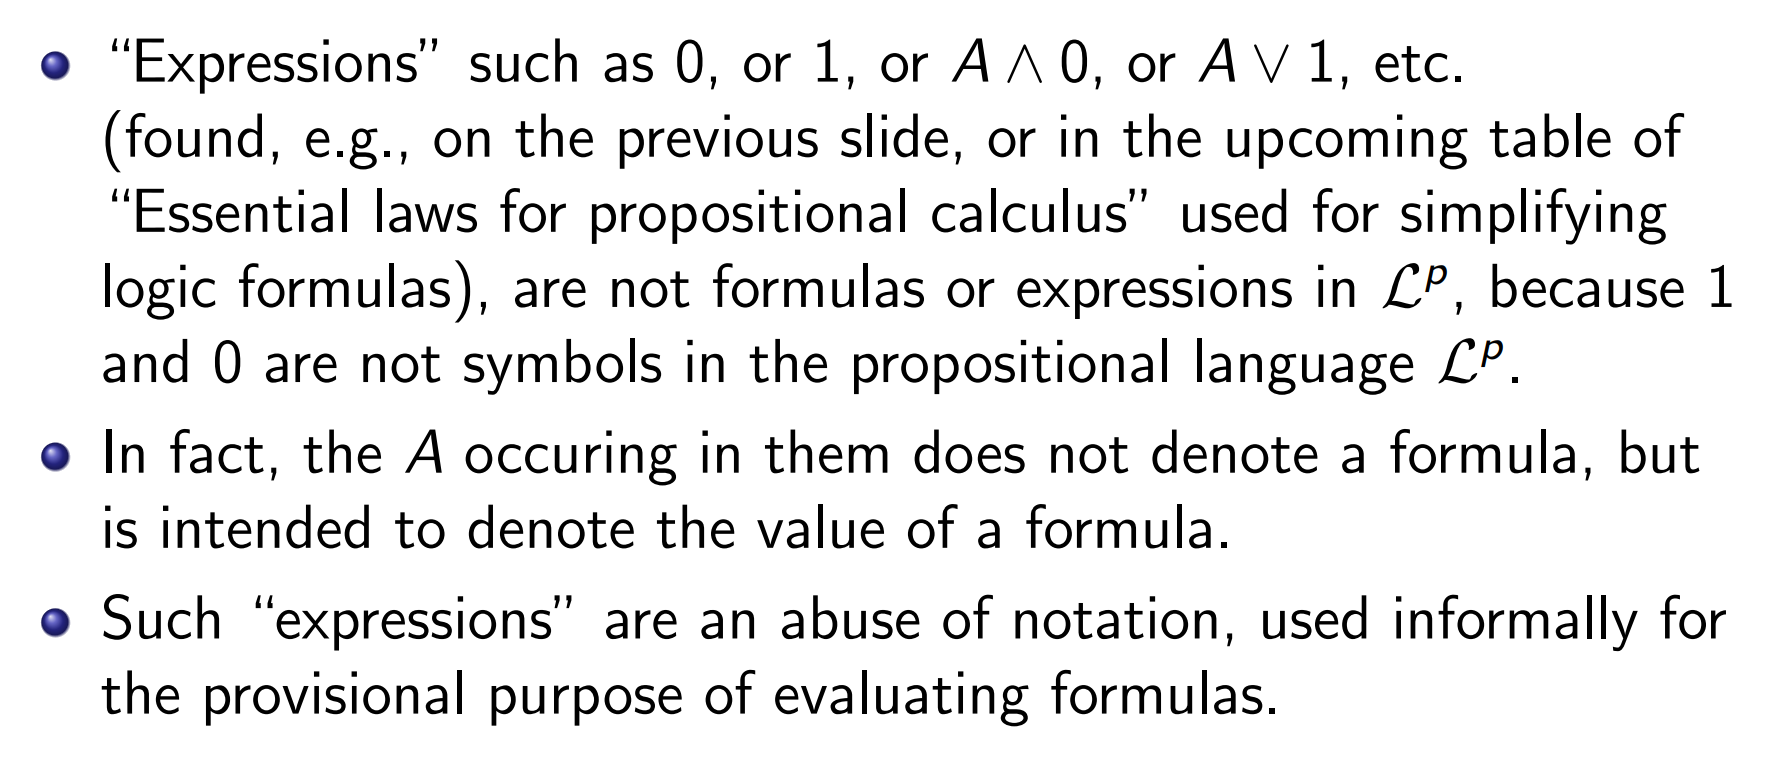 • “Expressions” such as 0, or 1, or A ∧ 0, or A ∨ 1, etc.
(found, e.g., on the previous slide, or in the upcoming table of
“Essential laws for propositional calculus” used for simplifying
logic formulas), are not formulas or expressions in ℒᵖ, because 1
and 0 are not symbols in the propositional language ℒᵖ.
• In fact, the A occuring in them does not denote a formula, but
is intended to denote the value of a formula.
• Such “expressions” are an abuse of notation, used informally for
the provisional purpose of evaluating formulas.